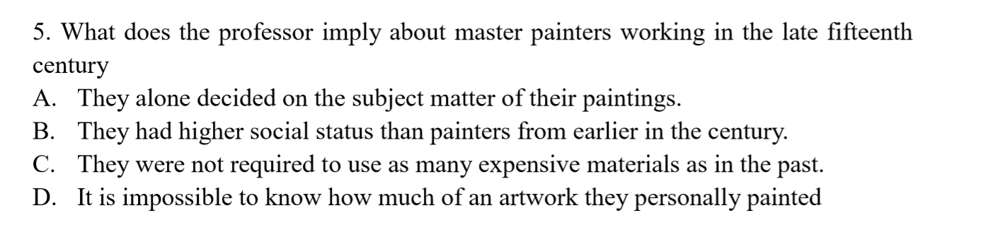 5. What does the professor imply about master painters working in the late fifteenth
century
A. They alone decided on the subject matter of their paintings.
B. They had higher social status than painters from earlier in the century.
C. They were not required to use as many expensive materials as in the past.
D. It is impossible to know how much of an artwork they personally painted